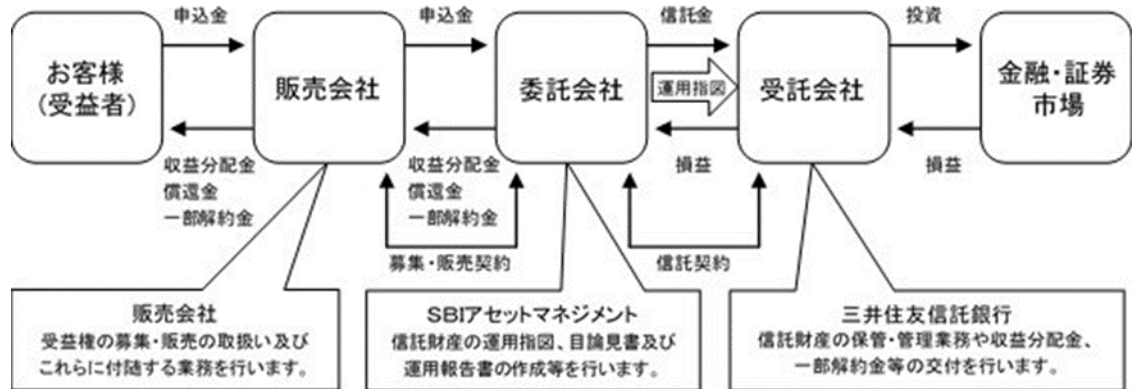 申込金
申込金
信託金
投資
お客様
(受益者)
販売会社
委託会社
運用指図
受託会社
金融・証券
市場
収益分配金
償還金
一部解約金
収益分配金
償還金
一部解約金
損益
損益
募集・販売契約
信託契約
販売会社
受益権の募集・販売の取扱い及び
これらに付随する業務を行います。
SBIアセットマネジメント
信託財産の運用指図、目論見書及び
運用報告書の作成等を行います。
三井住友信託銀行
信託財産の保管・管理業務や収益分配金、
一部解約金等の交付を行います。